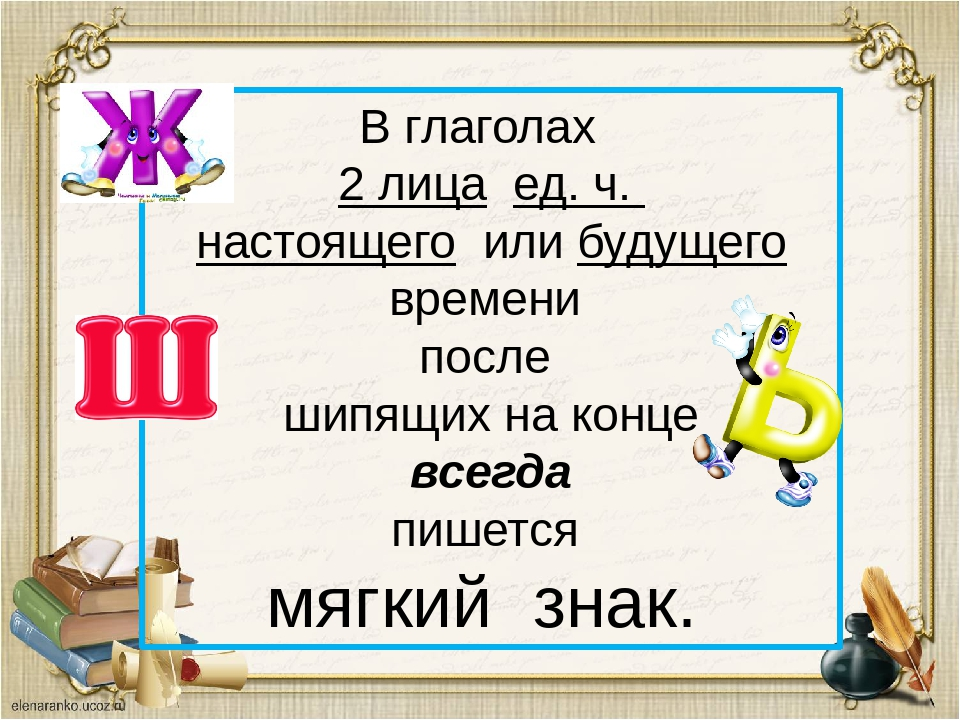 Ж
В глаголах
2 лица ед. ч.
настоящего или будущего
времени
после
Ш
шипящих на конце
Ь
всегда
пишется
мягкий знак.
elenaranko.ucoz.ru